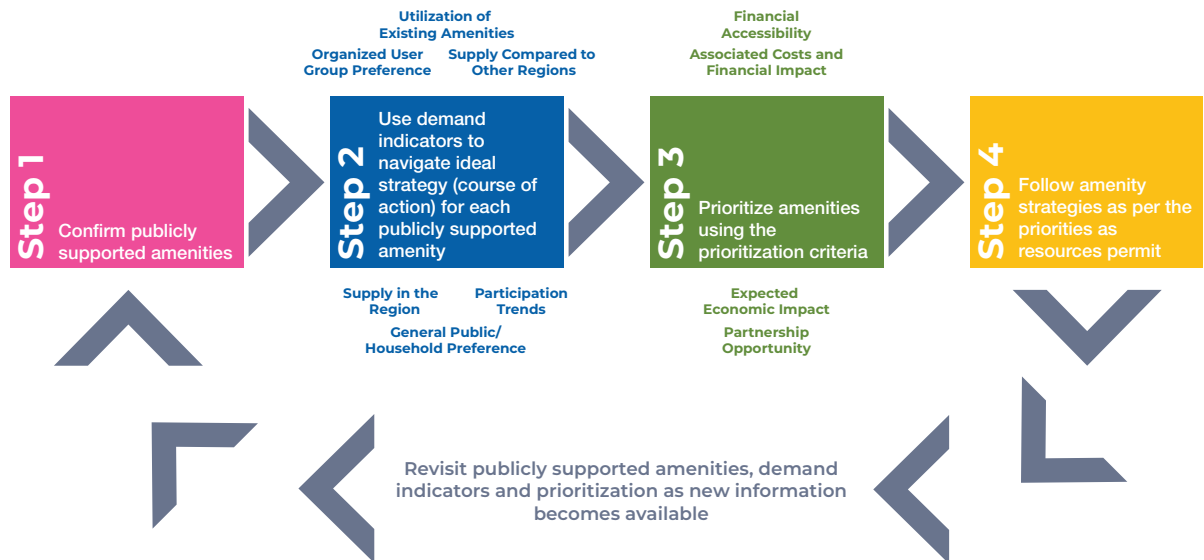 Utilization of
Existing Amenities
Organized User
Group Preference
Supply Compared to
Other Regions
Financial
Accessibility
Associated Costs and
Financial Impact
Step 1
Confirm publicly
supported amenities
Step 2
Use demand
indicators to
navigate ideal
strategy (course of
action) for each
publicly supported
amenity
Step 3
Prioritize amenities
using the
prioritization criteria
Step 4
Follow amenity
strategies as per the
priorities as
resources permit
Supply in the
Region
Participation
Trends
General Public/
Household Preference
Expected
Economic Impact
Partnership
Opportunity
Revisit publicly supported amenities, demand
indicators and prioritization as new information
becomes available